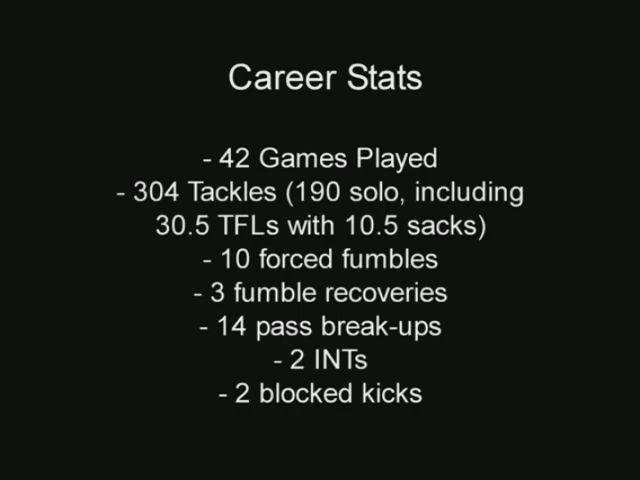 Career Stats
- 42 Games Played
- 304 Tackles (190 solo, including
30.5 TFLs with 10.5 sacks)
- 10 forced fumbles
- 3 fumble recoveries
- 14 pass break-ups
- 2 INTs
- 2 blocked kicks